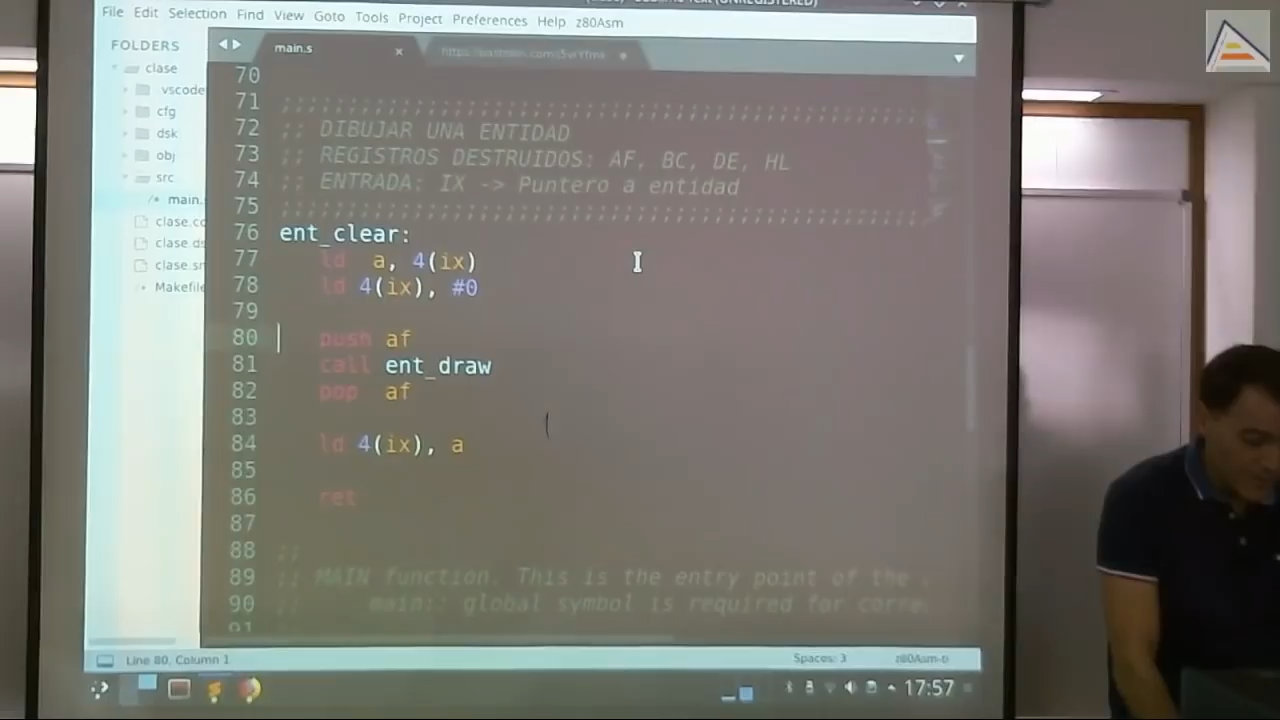 File Edit Selection Find View Goto Tools Project Preferences Help z80Asm
FOLDERS
clase
vscode
cfg
dsk
obj
src
main.
clase.
clase.
clase.
Makefile
main.s
70
71 ;;;;;;;;;;;;;;;;;;;;;;;;;;;;;;;;;;;;;;;;;;;;;;;;
72 ;; DIBUJAR UNA ENTIDAD
73 ;; REGISTROS DESTRUIDOS: AF, BC, DE, HL
74 ;; ENTRADA: IX -> Puntero a entidad
75 ;;;;;;;;;;;;;;;;;;;;;;;;;;;;;;;;;;;;;;;;;;;;;;;;
76 ent_clear:
77 ld a, 4(ix)
78 ld 4(ix), #0
79
80 push af
81 call ent_draw
82 pop af
83
84 ld 4(ix), a
85
86 ret
87
88 ;;
89 ;; MAIN function. This is the entry point of the
90 ;; main:: global symbol is required for corre
91
Line 80, Column 1
Spaces: 3
17:57